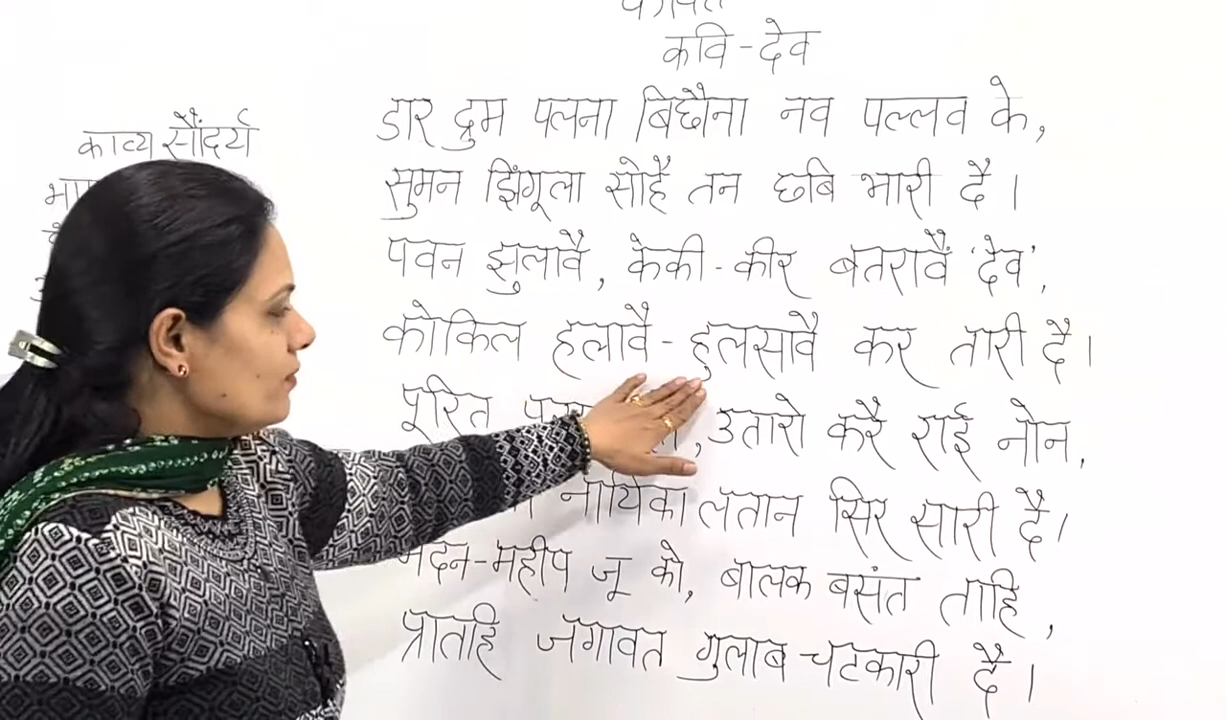 कवि - देव
डार द्रुम पलना बिछौना नव पल्लव के,
सुमन झिंगूला सोहै तन छबि भारी दै।
पवन झुलावै, केकी - कीर बतरावैं 'देव',
कोकिल हलावै - हुलसावै कर तारी दै।
पूरित उतारो करै राई नोन,
नायिका लतान सिर सारी दै।
मदन - महीप जू को, बालक बसंत ताहि,
प्रातहि जगावत गुलाब चटकारी दै।
काव्य सौंदर्य